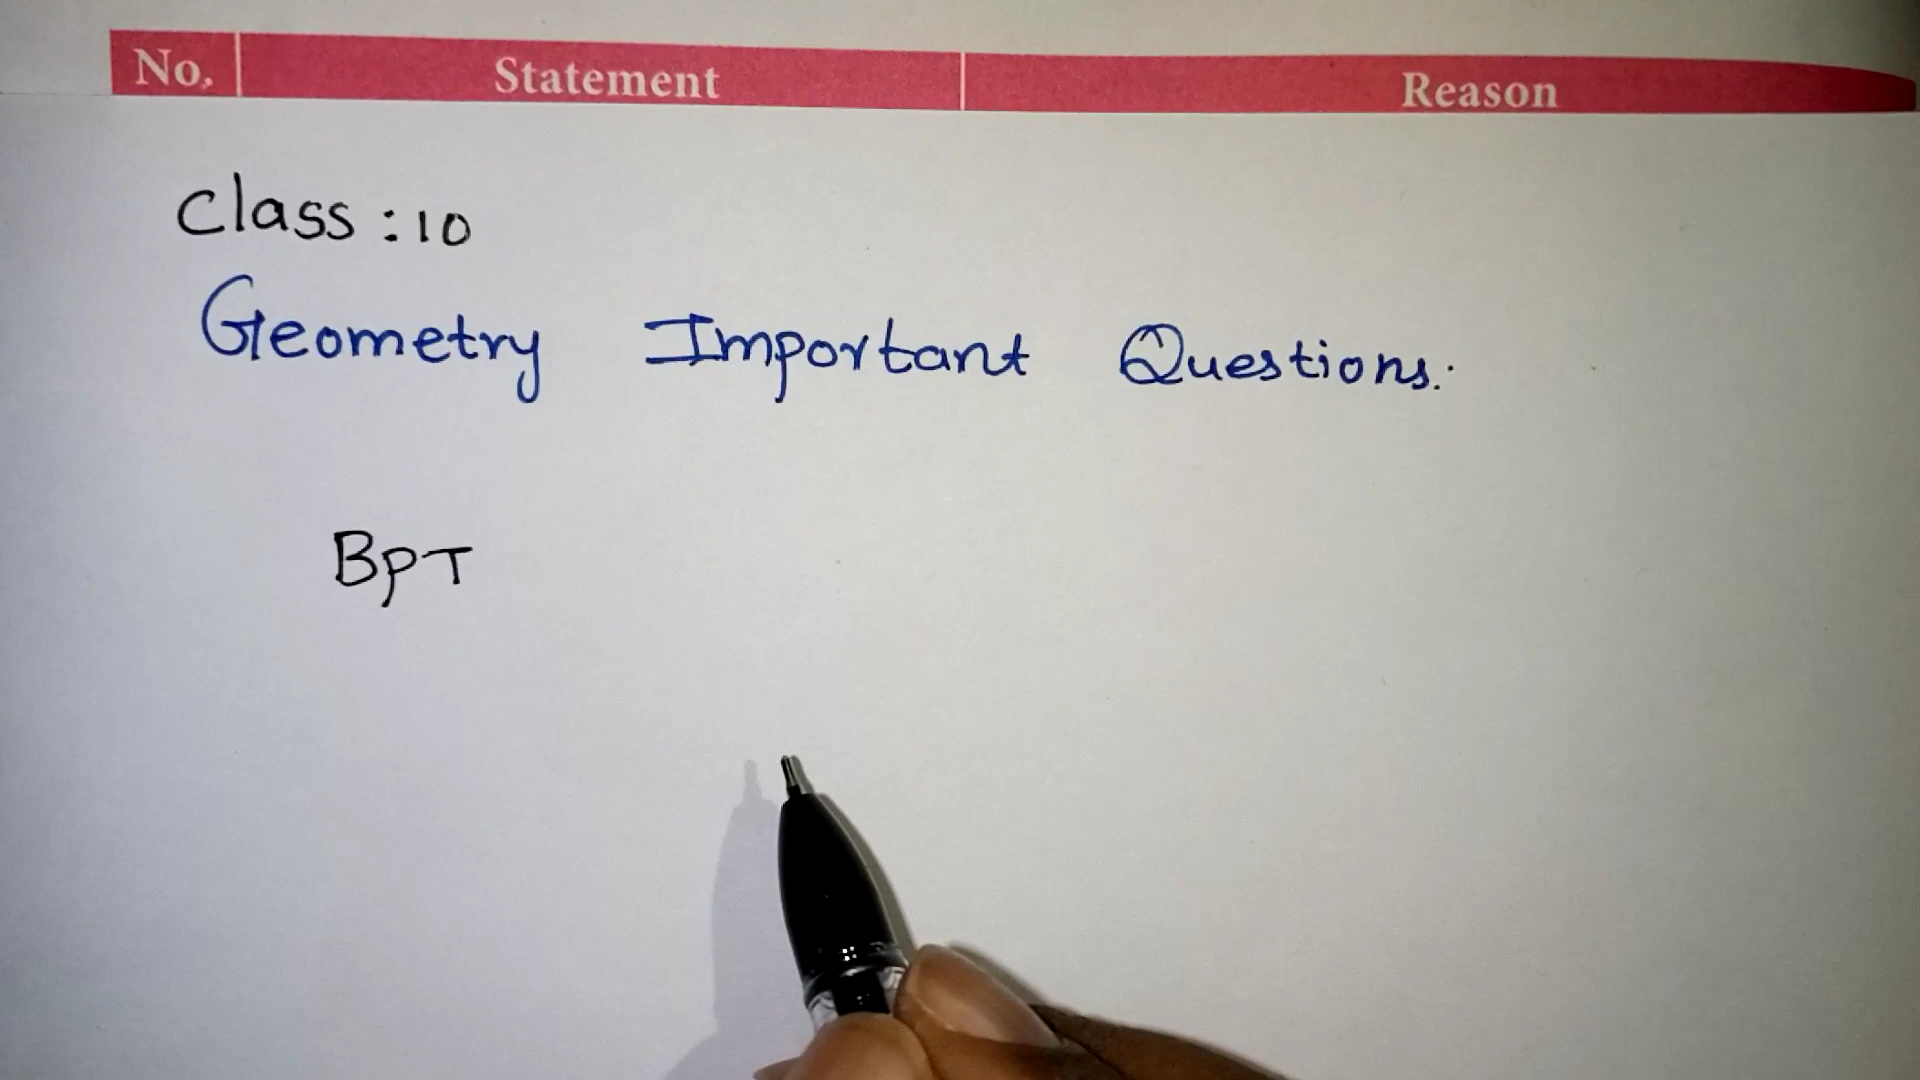 No. Statement Reason
Class : 10
Geometry Important Questions.
BPT